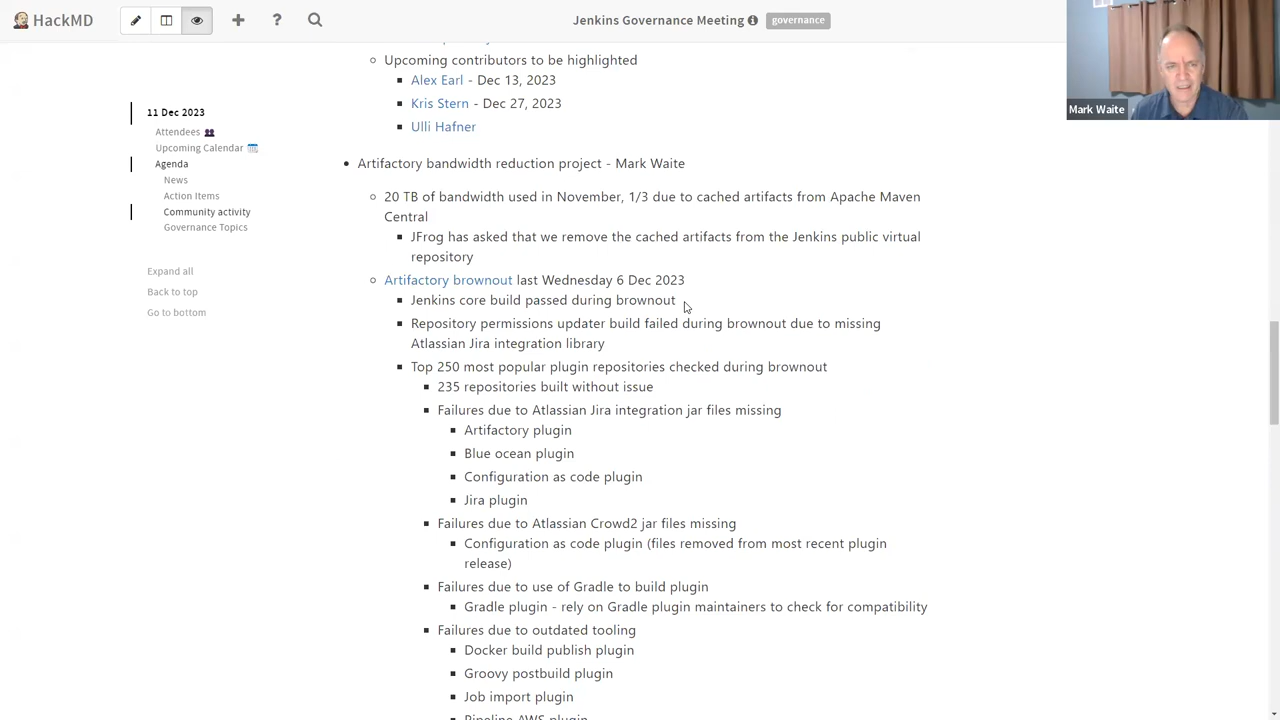 HackMD
Jenkins Governance Meeting
governance
Mark Waite
11 Dec 2023
Attendees
Upcoming Calendar
Agenda
News
Action Items
Community activity
Governance Topics
Expand all
Back to top
Go to bottom
Upcoming contributors to be highlighted
Alex Earl - Dec 13, 2023
Kris Stern - Dec 27, 2023
Ulli Hafner
Artifactory bandwidth reduction project - Mark Waite
20 TB of bandwidth used in November, 1/3 due to cached artifacts from Apache Maven
Central
JFrog has asked that we remove the cached artifacts from the Jenkins public virtual
repository
Artifactory brownout last Wednesday 6 Dec 2023
Jenkins core build passed during brownout
Repository permissions updater build failed during brownout due to missing
Atlassian Jira integration library
Top 250 most popular plugin repositories checked during brownout
235 repositories built without issue
Failures due to Atlassian Jira integration jar files missing
Artifactory plugin
Blue ocean plugin
Configuration as code plugin
Jira plugin
Failures due to Atlassian Crowd2 jar files missing
Configuration as code plugin (files removed from most recent plugin
release)
Failures due to use of Gradle to build plugin
Gradle plugin - rely on Gradle plugin maintainers to check for compatibility
Failures due to outdated tooling
Docker build publish plugin
Groovy postbuild plugin
Job import plugin
Pipeline AWS plugin